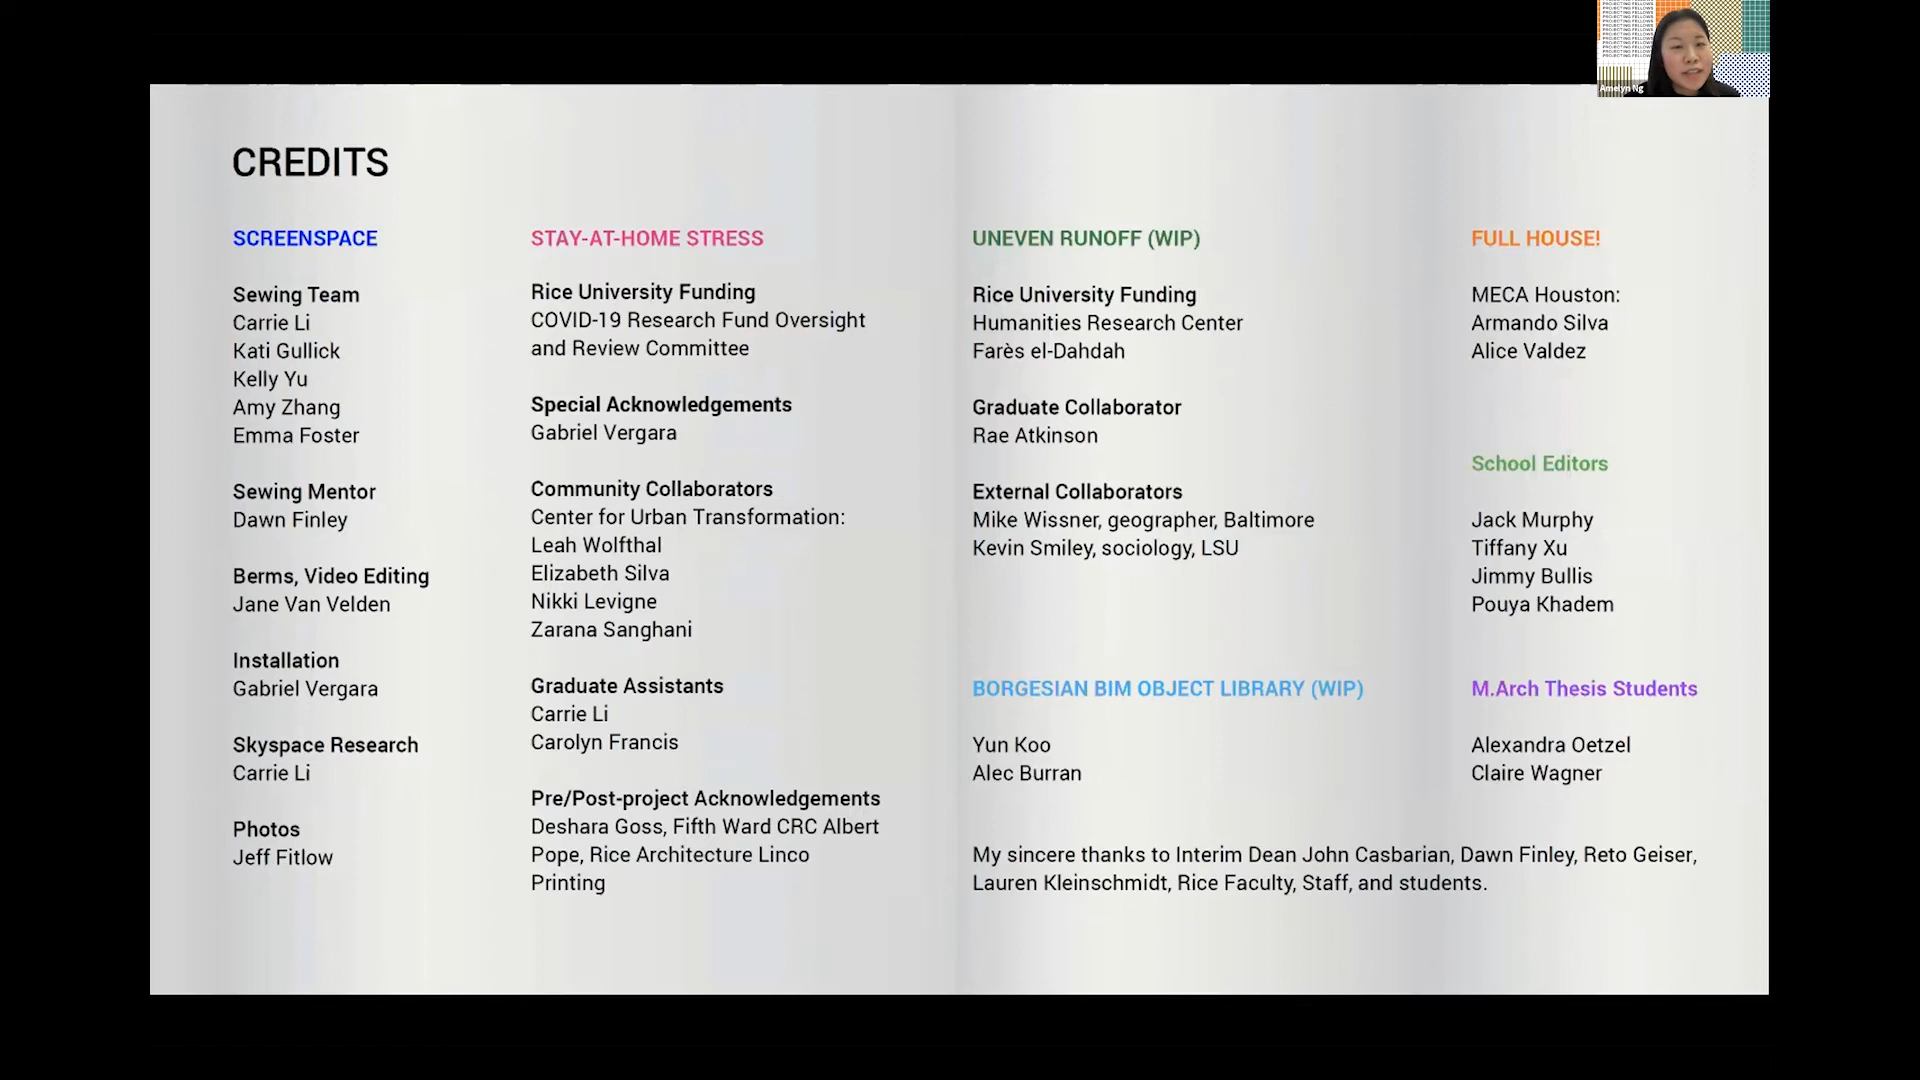 PROJECTING FELLOWS
Amelyn Ng
CREDITS
SCREENSPACE
Sewing Team
Carrie Li
Kati Gullick
Kelly Yu
Amy Zhang
Emma Foster
Sewing Mentor
Dawn Finley
Berms, Video Editing
Jane Van Velden
Installation
Gabriel Vergara
Skyspace Research
Carrie Li
Photos
Jeff Fitlow
STAY-AT-HOME STRESS
Rice University Funding
COVID-19 Research Fund Oversight
and Review Committee
Special Acknowledgements
Gabriel Vergara
Community Collaborators
Center for Urban Transformation:
Leah Wolfthal
Elizabeth Silva
Nikki Levigne
Zarana Sanghani
Graduate Assistants
Carrie Li
Carolyn Francis
Pre/Post-project Acknowledgements
Deshara Goss, Fifth Ward CRC Albert
Pope, Rice Architecture Linco
Printing
UNEVEN RUNOFF (WIP)
Rice University Funding
Humanities Research Center
Farès el-Dahdah
Graduate Collaborator
Rae Atkinson
External Collaborators
Mike Wissner, geographer, Baltimore
Kevin Smiley, sociology, LSU
BORGESIAN BIM OBJECT LIBRARY (WIP)
Yun Koo
Alec Burran
FULL HOUSE!
MECA Houston:
Armando Silva
Alice Valdez
School Editors
Jack Murphy
Tiffany Xu
Jimmy Bullis
Pouya Khadem
M.Arch Thesis Students
Alexandra Oetzel
Claire Wagner
My sincere thanks to Interim Dean John Casbarian, Dawn Finley, Reto Geiser,
Lauren Kleinschmidt, Rice Faculty, Staff, and students.